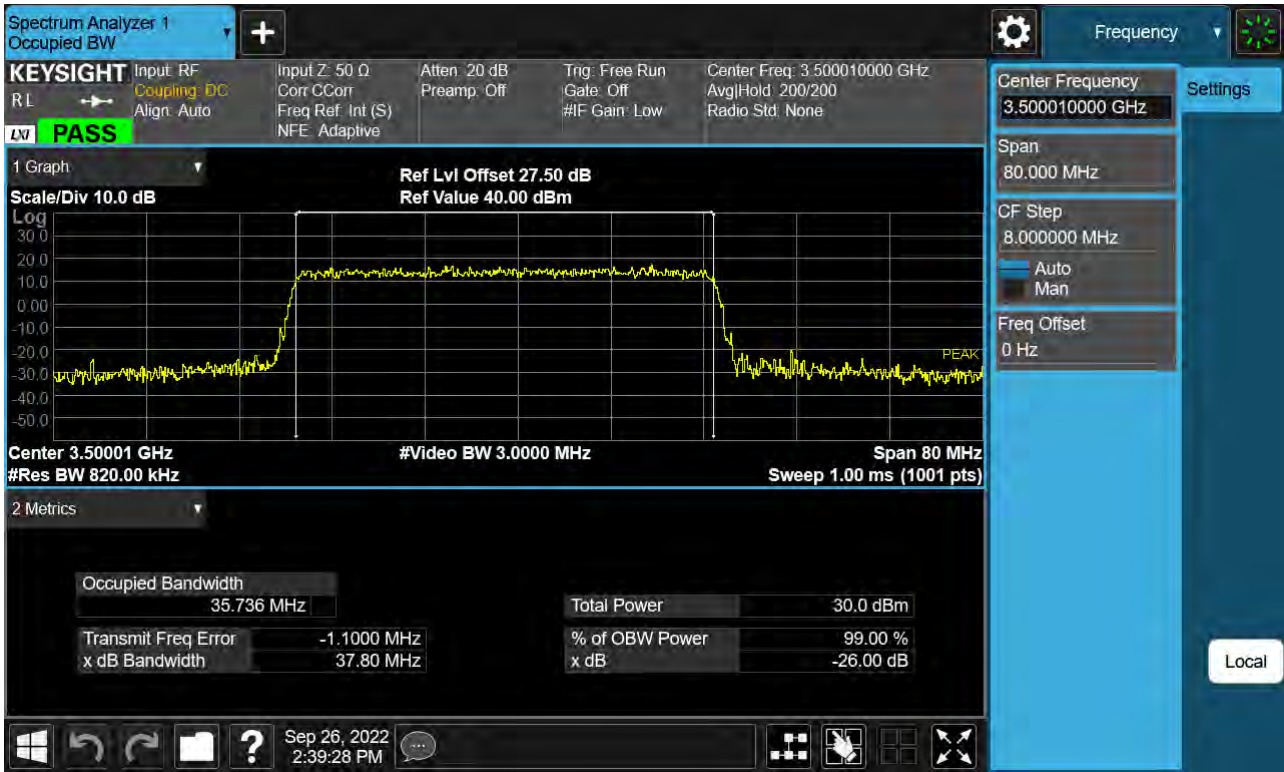 Spectrum Analyzer 1
Occupied BW
Frequency
KEYSIGHT
RL
LXI
PASS
Input: RF
Coupling: DC
Align: Auto
Input Z: 50 Ω
Corr CCorr
Freq Ref: Int (S)
NFE: Adaptive
Atten: 20 dB
Preamp: Off
Trig: Free Run
Gate: Off
#IF Gain: Low
Center Freq: 3.500010000 GHz
Avg|Hold: 200/200
Radio Std: None
Center Frequency
3.500010000 GHz
Settings
Span
80.000 MHz
CF Step
8.000000 MHz
Auto
Man
Freq Offset
0 Hz
1 Graph
Scale/Div 10.0 dB
Ref Lvl Offset 27.50 dB
Ref Value 40.00 dBm
Log
30.0
20.0
10.0
0.00
-10.0
-20.0
-30.0
-40.0
-50.0
PEAK
Center 3.50001 GHz
#Res BW 820.00 kHz
#Video BW 3.0000 MHz
Span 80 MHz
Sweep 1.00 ms (1001 pts)
2 Metrics
Occupied Bandwidth
35.736 MHz
Total Power 30.0 dBm
Transmit Freq Error -1.1000 MHz
% of OBW Power 99.00 %
x dB Bandwidth 37.80 MHz
x dB -26.00 dB
Local
Sep 26, 2022
2:39:28 PM